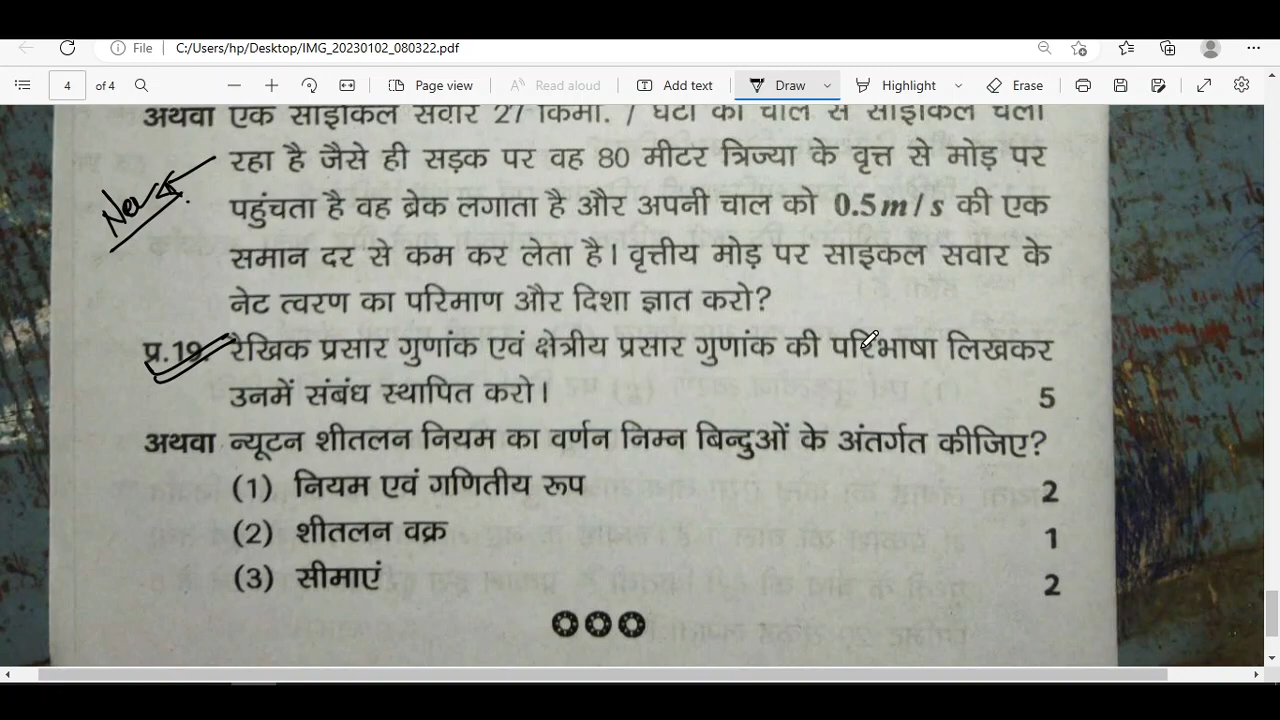 File C:/Users/hp/Desktop/IMG_20230102_080322.pdf
4 of 4 Page view Read aloud Add text Draw Highlight Erase
अथवा एक साइकिल सवार 27 किमी. / घंटा की चाल से साइकिल चला
रहा है जैसे ही सड़क पर वह 80 मीटर त्रिज्या के वृत्त से मोड़ पर
पहुंचता है वह ब्रेक लगाता है और अपनी चाल को 0.5m/s की एक
समान दर से कम कर लेता है। वृत्तीय मोड़ पर साइकल सवार के
नेट त्वरण का परिमाण और दिशा ज्ञात करो?
प्र.19. रेखिक प्रसार गुणांक एवं क्षेत्रीय प्रसार गुणांक की परिभाषा लिखकर
उनमें संबंध स्थापित करो। 5
अथवा न्यूटन शीतलन नियम का वर्णन निम्न बिन्दुओं के अंतर्गत कीजिए?
(1) नियम एवं गणितीय रूप 2
(2) शीतलन वक्र 1
(3) सीमाएं 2